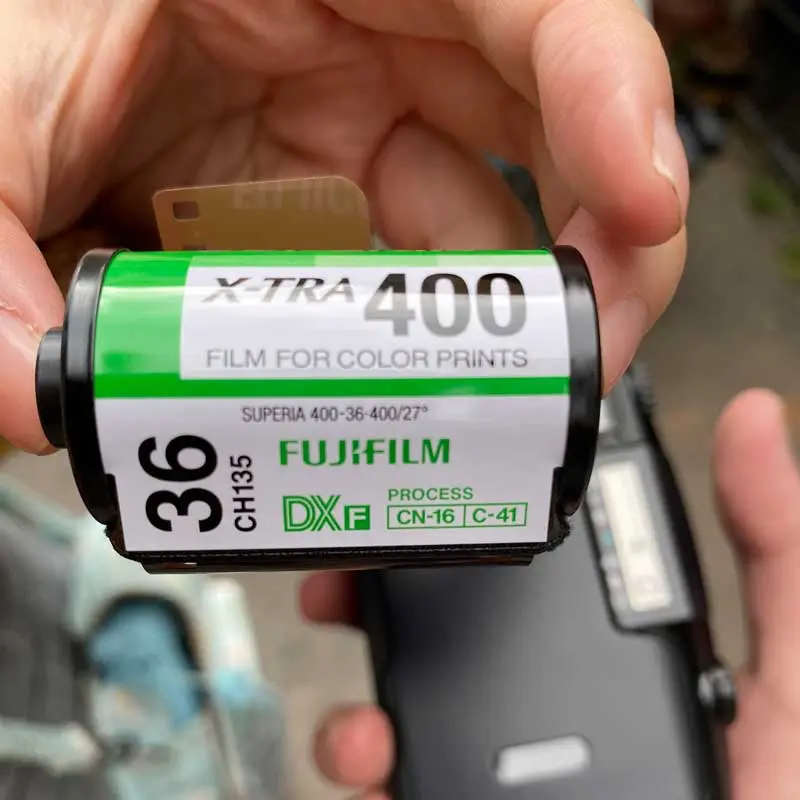 X-TRA 400
FILM FOR COLOR PRINTS
SUPERIA 400-36-400/27°
FUJIFILM
36
CH135
DX F
PROCESS
CN-16 C-41